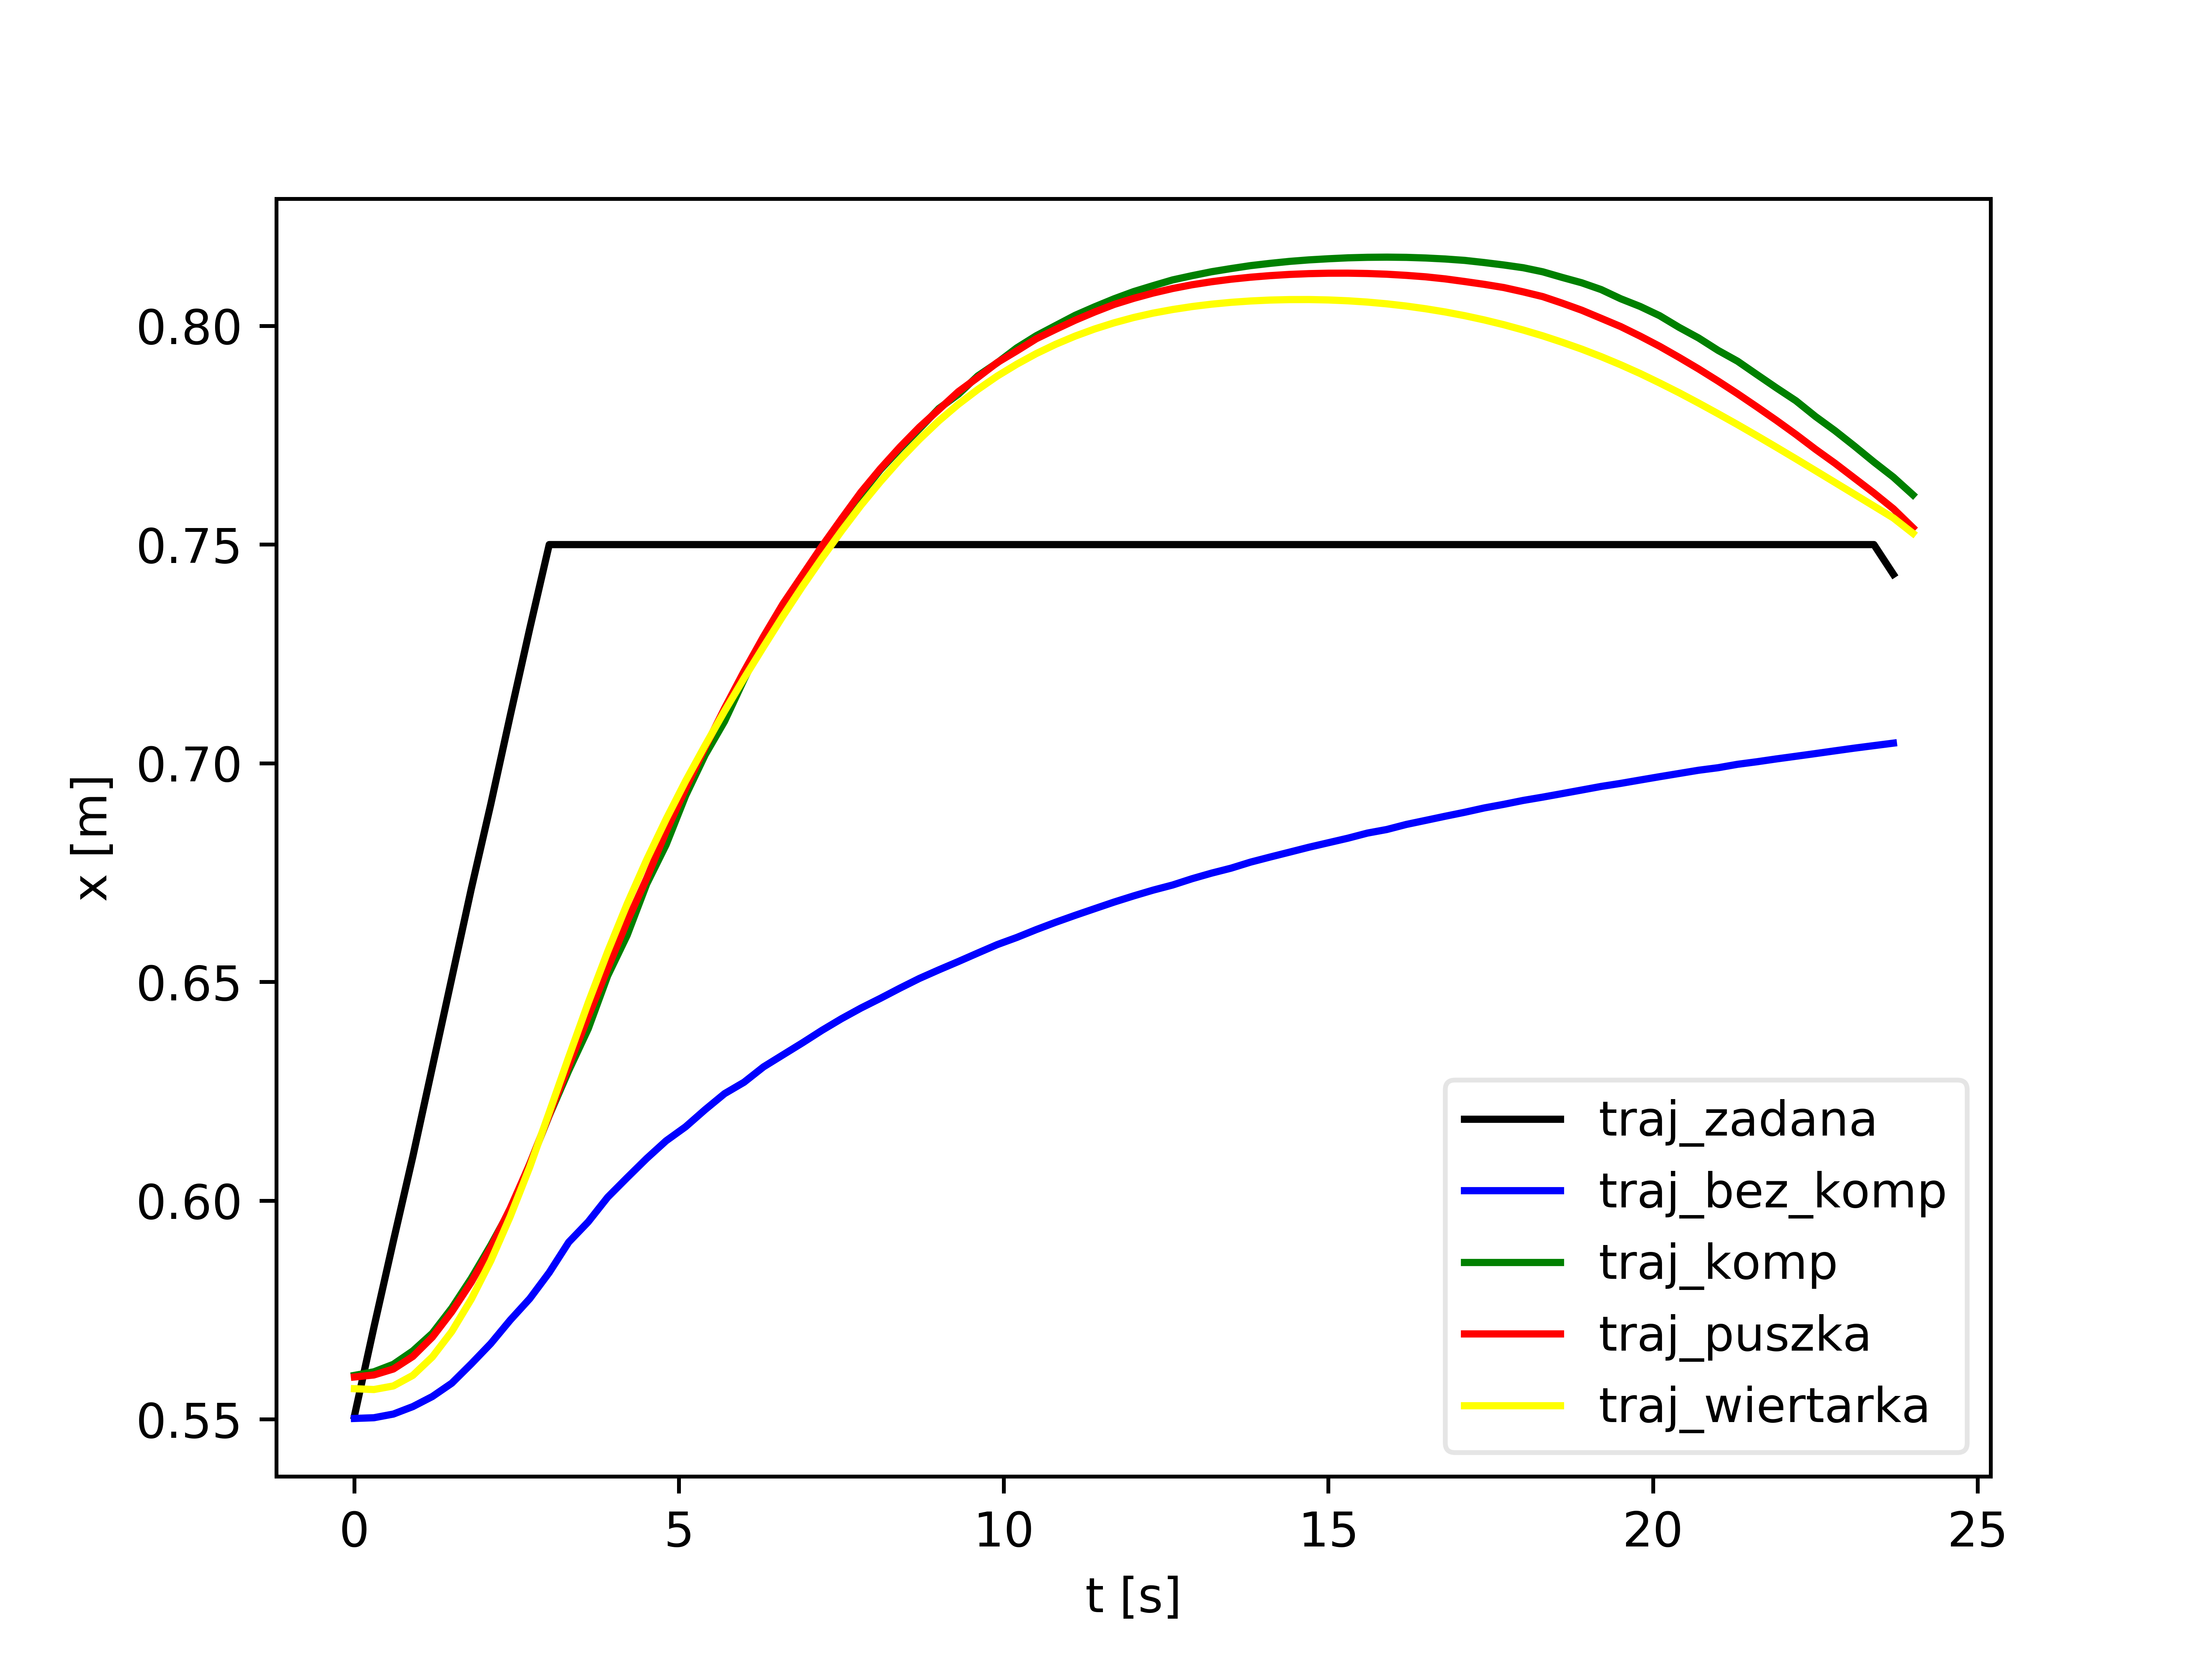 0.80
0.75
0.70
0.65
0.60
0.55
x [m]
0 5 10 15 20 25
t [s]
traj_zadana
traj_bez_komp
traj_komp
traj_puszka
traj_wiertarka